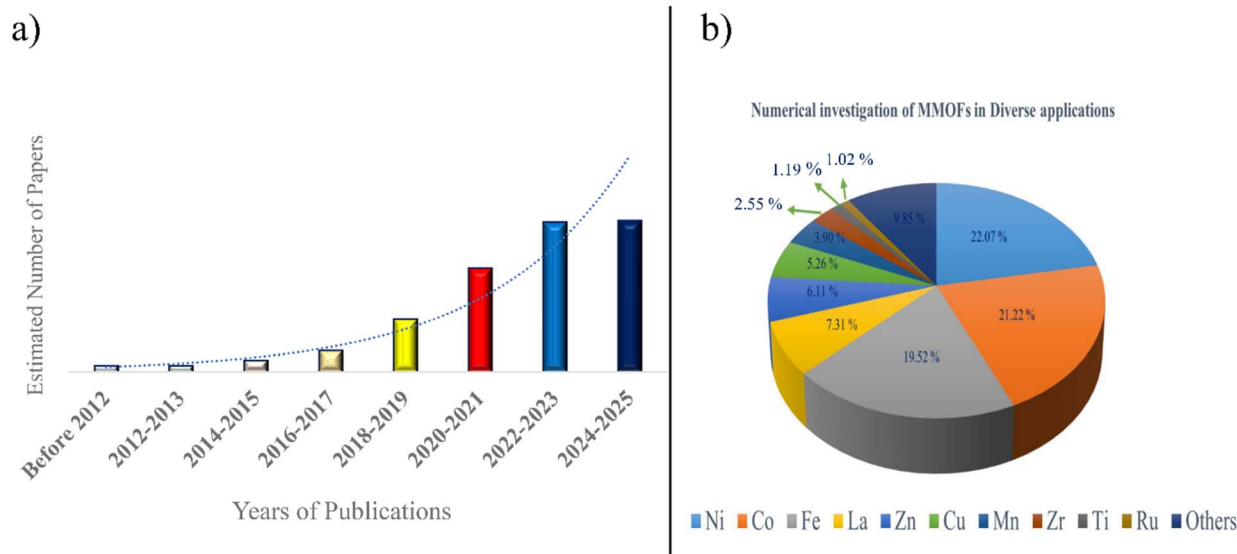 a)
Estimated Number of Papers
Before 2012
2012-2013
2014-2015
2016-2017
2018-2019
2020-2021
2022-2023
2024-2025
Years of Publications
b)
Numerical investigation of MMOFs in Diverse applications
1.02 %
1.19 %
2.55 %
9.85 %
22.07 %
3.90 %
5.26 %
6.11 %
21.22 %
7.31 %
19.52 %
Ni Co Fe La Zn Cu Mn Zr Ti Ru Others